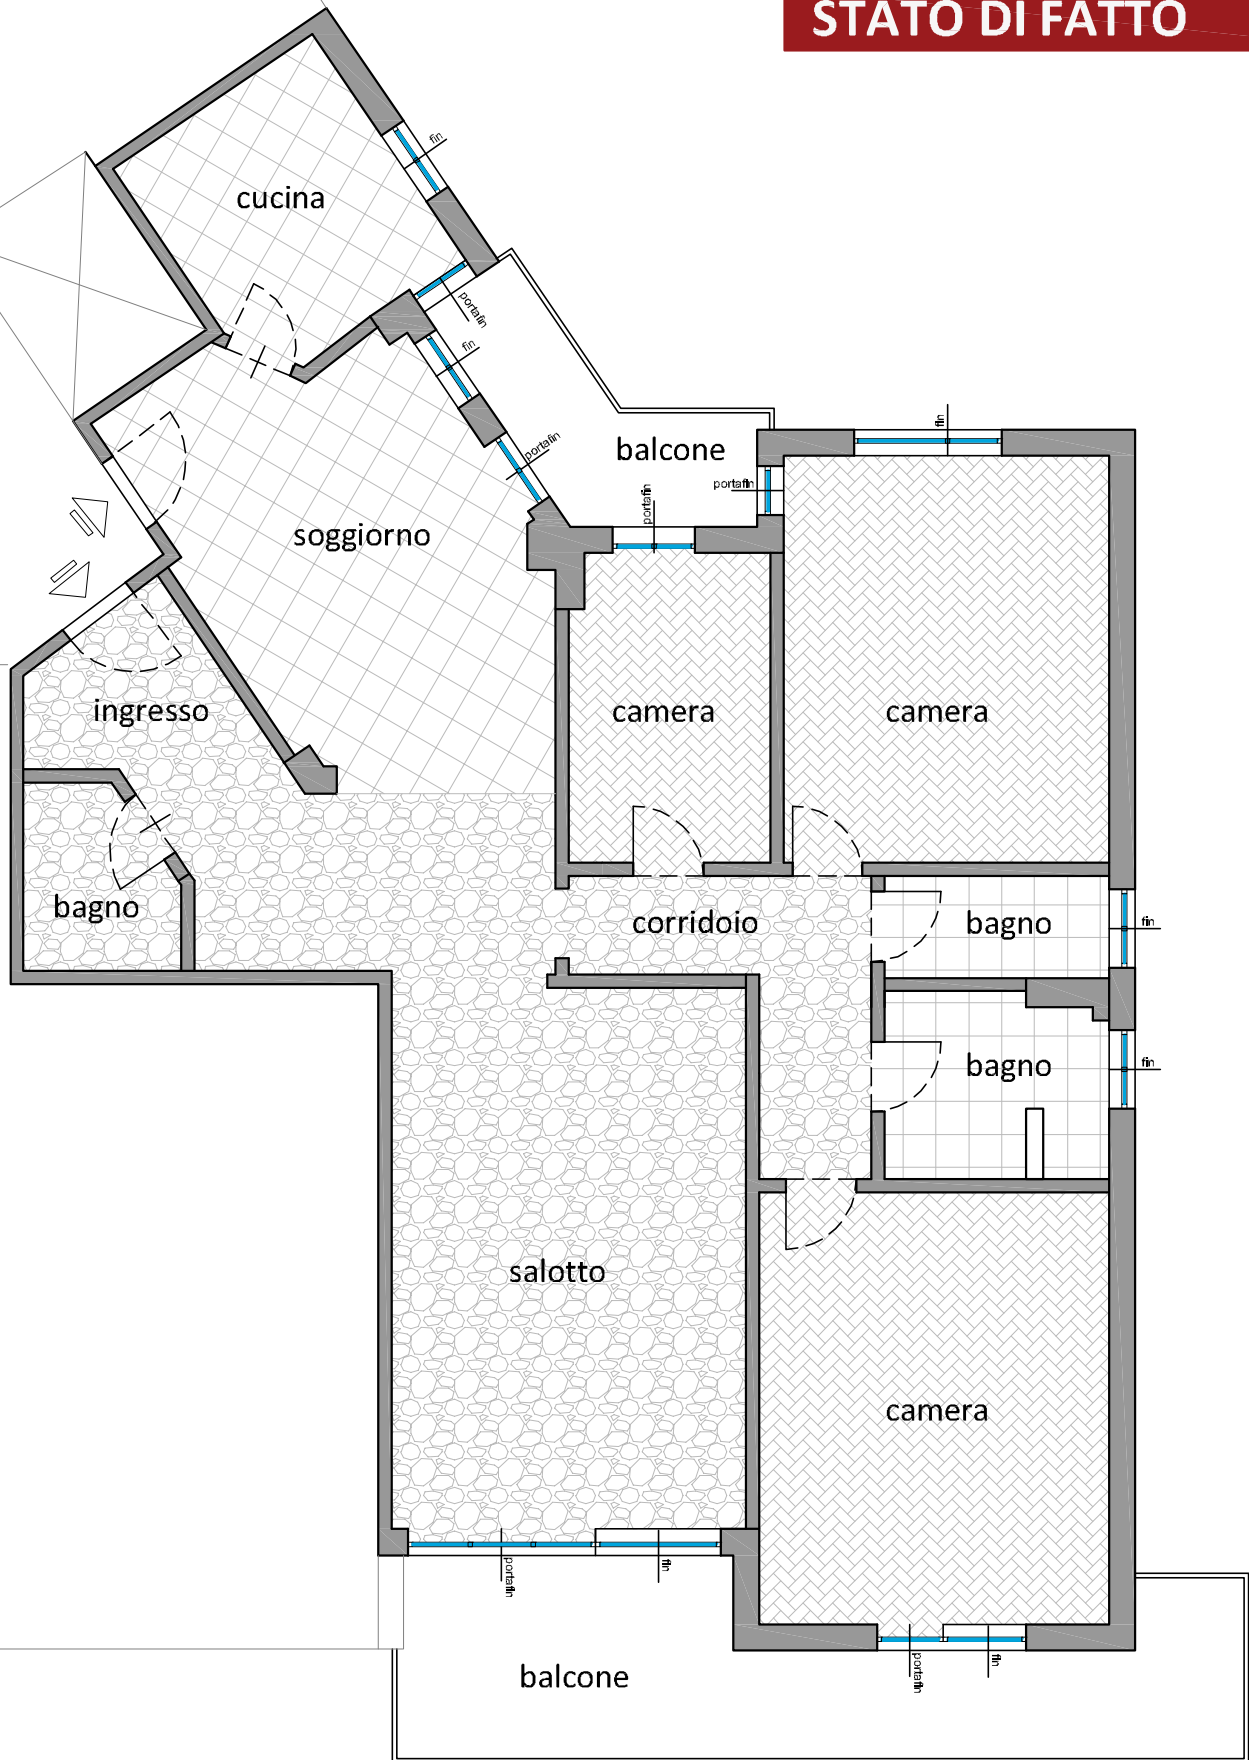 STATO DI FATTO
fin
cucina
portafin
fin
fin
portafin
balcone
portafin
portafin
soggiorno
ingresso
camera
camera
bagno
corridoio
bagno
fin
bagno
fin
salotto
camera
portafin
fin
portafin
fin
balcone